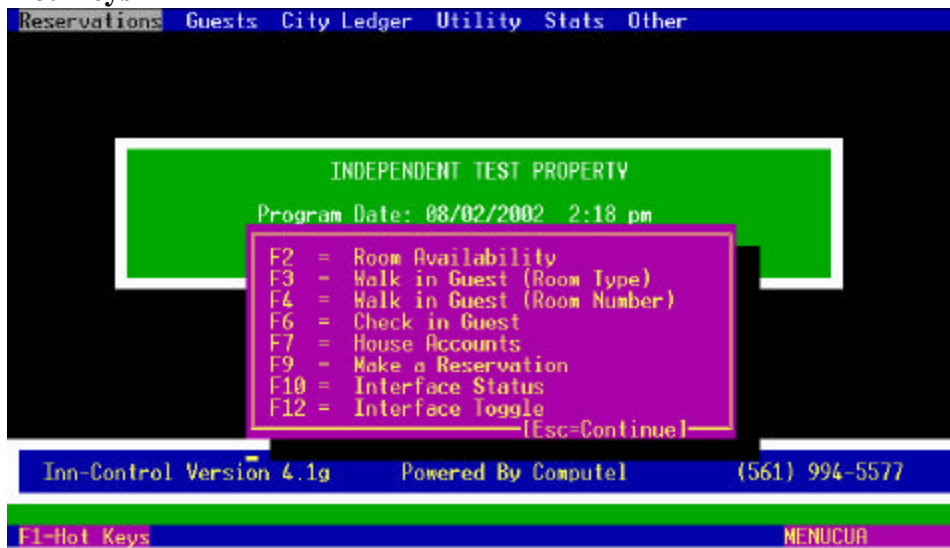 Reservations Guests City Ledger Utility Stats Other
INDEPENDENT TEST PROPERTY
Program Date: 08/02/2002 2:18 pm
F2 = Room Availability
F3 = Walk in Guest (Room Type)
F4 = Walk in Guest (Room Number)
F6 = Check in Guest
F7 = House Accounts
F9 = Make a Reservation
F10 = Interface Status
F12 = Interface Toggle
[Esc=Continue]
Inn-Control Version 4.1g Powered By Computel (561) 994-5577
F1-Hot Keys MENUCUA